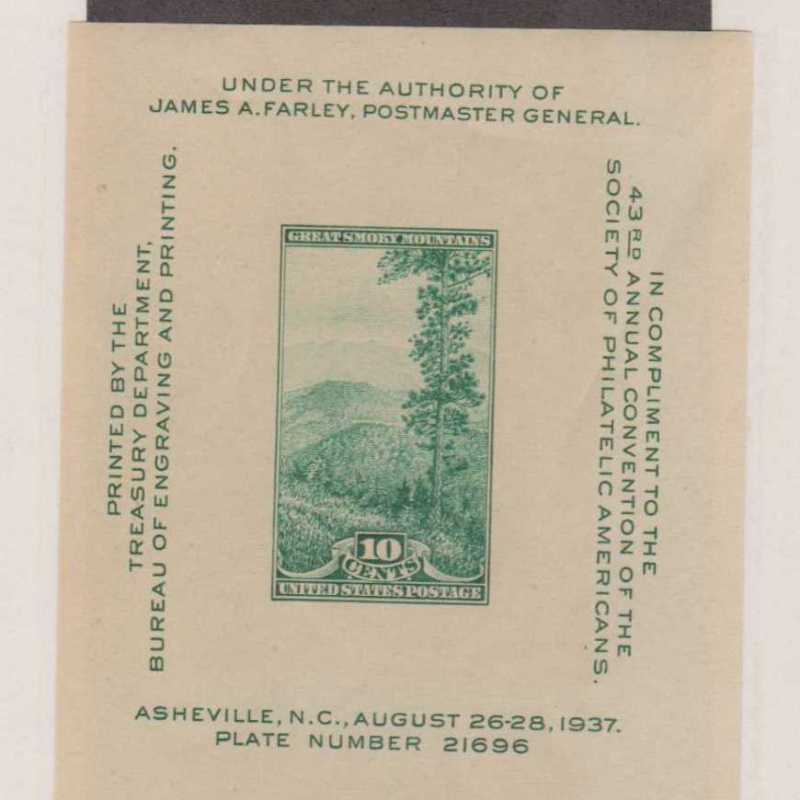 UNDER THE AUTHORITY OF
JAMES A. FARLEY, POSTMASTER GENERAL.
PRINTED BY THE
TREASURY DEPARTMENT,
BUREAU OF ENGRAVING AND PRINTING.
GREAT SMOKY MOUNTAINS
10
CENTS
UNITED STATES POSTAGE
IN COMPLIMENT TO THE
43RD ANNUAL CONVENTION OF THE
SOCIETY OF PHILATELIC AMERICANS.
ASHEVILLE, N.C., AUGUST 26-28, 1937.
PLATE NUMBER 21696